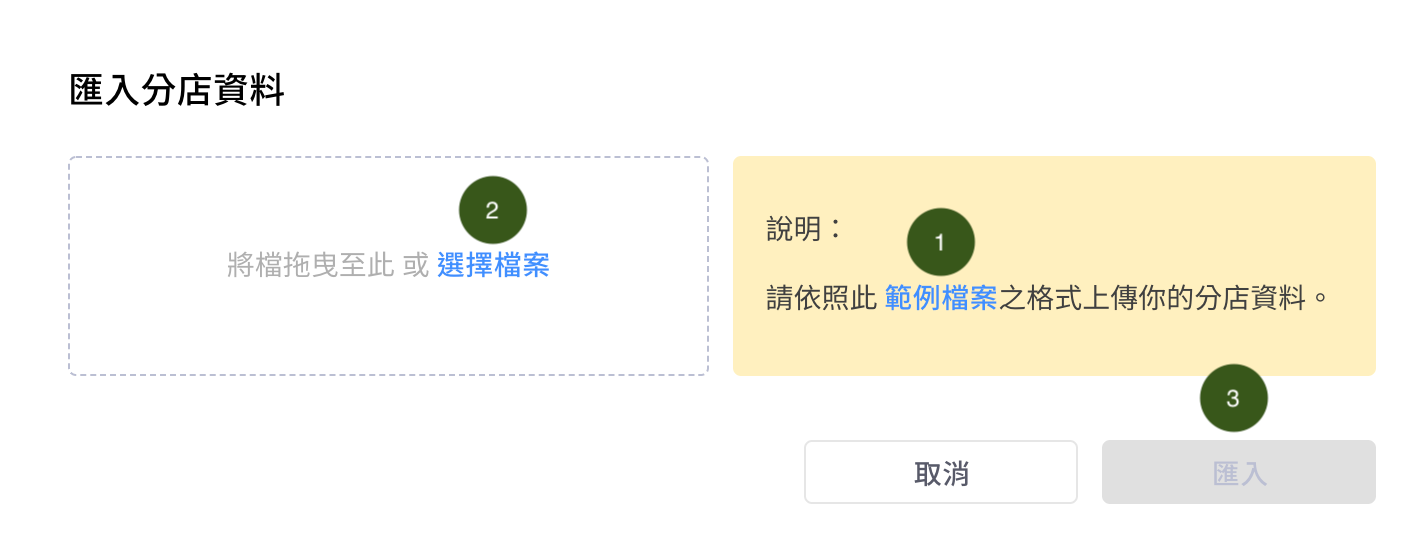 匯入分店資料
2
將檔拖曳至此 或 選擇檔案
說明：
1
請依照此 範例檔案之格式上傳你的分店資料。
3
取消
匯入